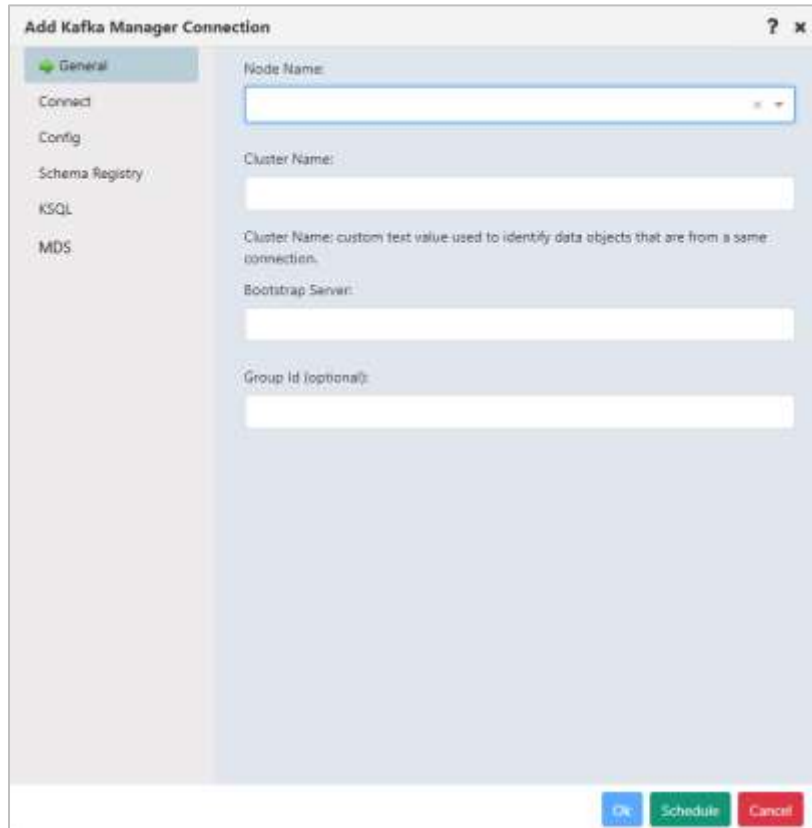 Add Kafka Manager Connection
? ×
General
Connect
Config
Schema Registry
KSQL
MDS
Node Name:
Cluster Name:
Cluster Name: custom text value used to identify data objects that are from a same
connection.
Bootstrap Server:
Group Id (optional):
Ok Schedule Cancel